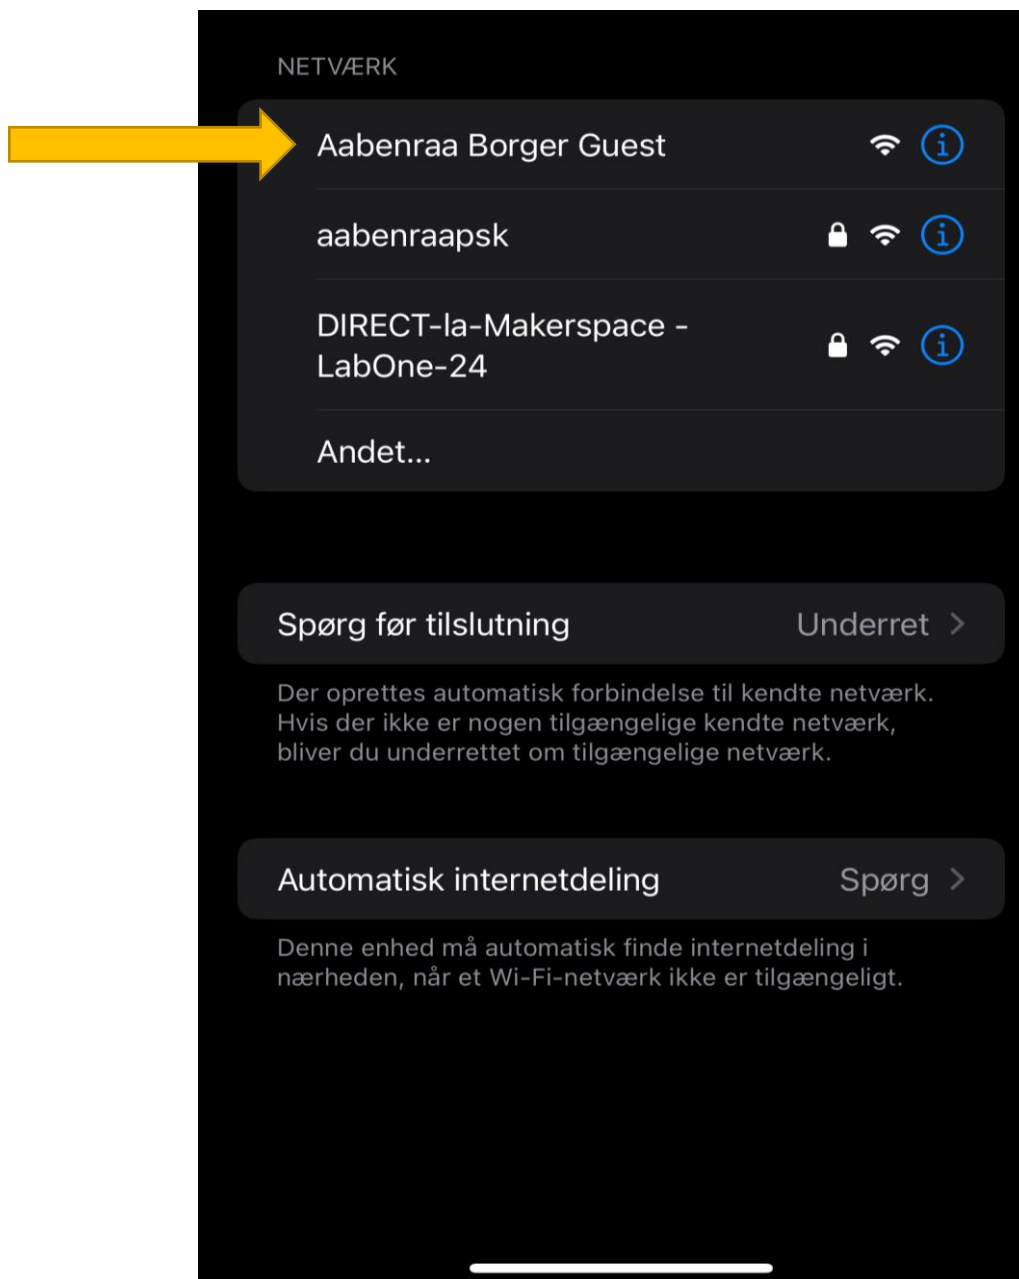 NETVÆRK
Aabenraa Borger Guest
aabenraapsk
DIRECT-la-Makerspace -
LabOne-24
Andet...
Spørg før tilslutning Underret
Der oprettes automatisk forbindelse til kendte netværk.
Hvis der ikke er nogen tilgængelige kendte netværk,
bliver du underrettet om tilgængelige netværk.
Automatisk internetdeling Spørg
Denne enhed må automatisk finde internetdeling i
nærheden, når et Wi-Fi-netværk ikke er tilgængeligt.